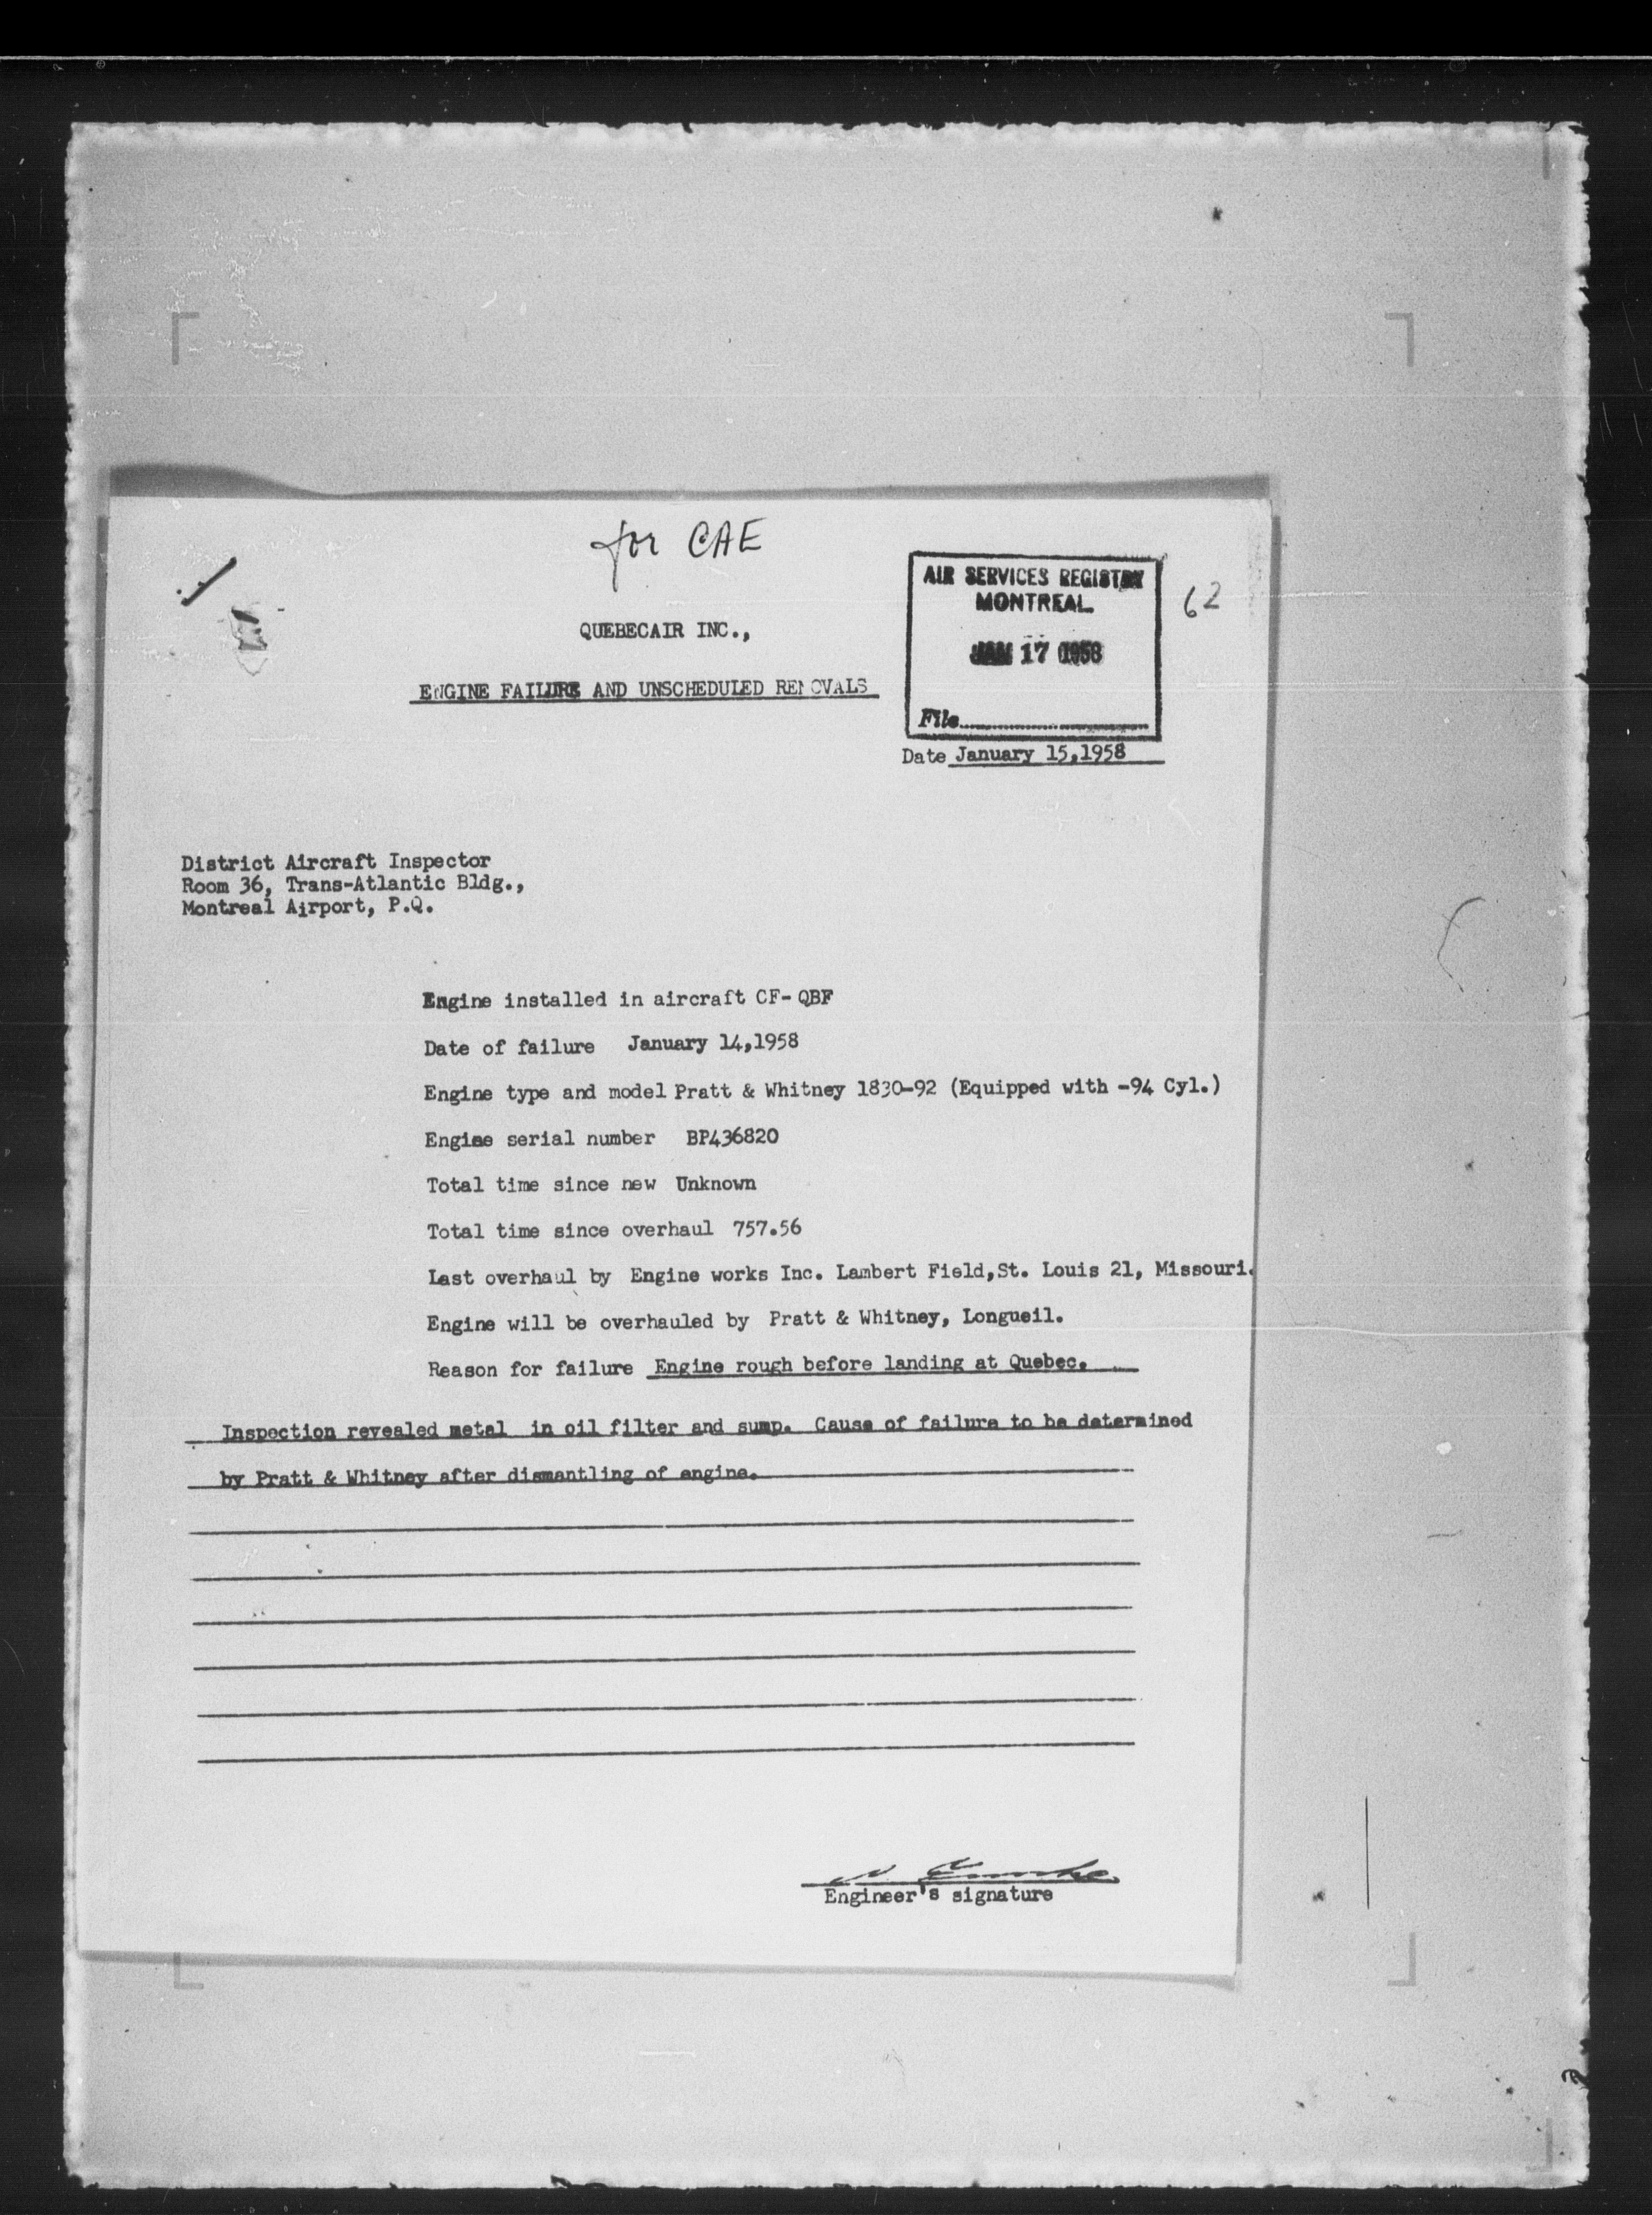 for CAE
AIR SERVICES REGISTRY
MONTREAL
62
QUEBECAIR INC.,
JAN 17 1958
ENGINE FAILURE AND UNSCHEDULED REMOVALS
File
Date January 15,1958
District Aircraft Inspector
Room 36, Trans-Atlantic Bldg.,
Montreal Airport, P.Q.
Engine installed in aircraft CF-QBF
Date of failure January 14,1958
Engine type and model Pratt & Whitney 1830-92 (Equipped with -94 Cyl.)
Engine serial number BP436820
Total time since new Unknown
Total time since overhaul 757.56
Last overhaul by Engine works Inc. Lambert Field,St. Louis 21, Missouri.
Engine will be overhauled by Pratt & Whitney, Longueil.
Reason for failure Engine rough before landing at Quebec.
Inspection revealed metal in oil filter and sump. Cause of failure to be determined
by Pratt & Whitney after dismantling of engine.
Engineer's signature